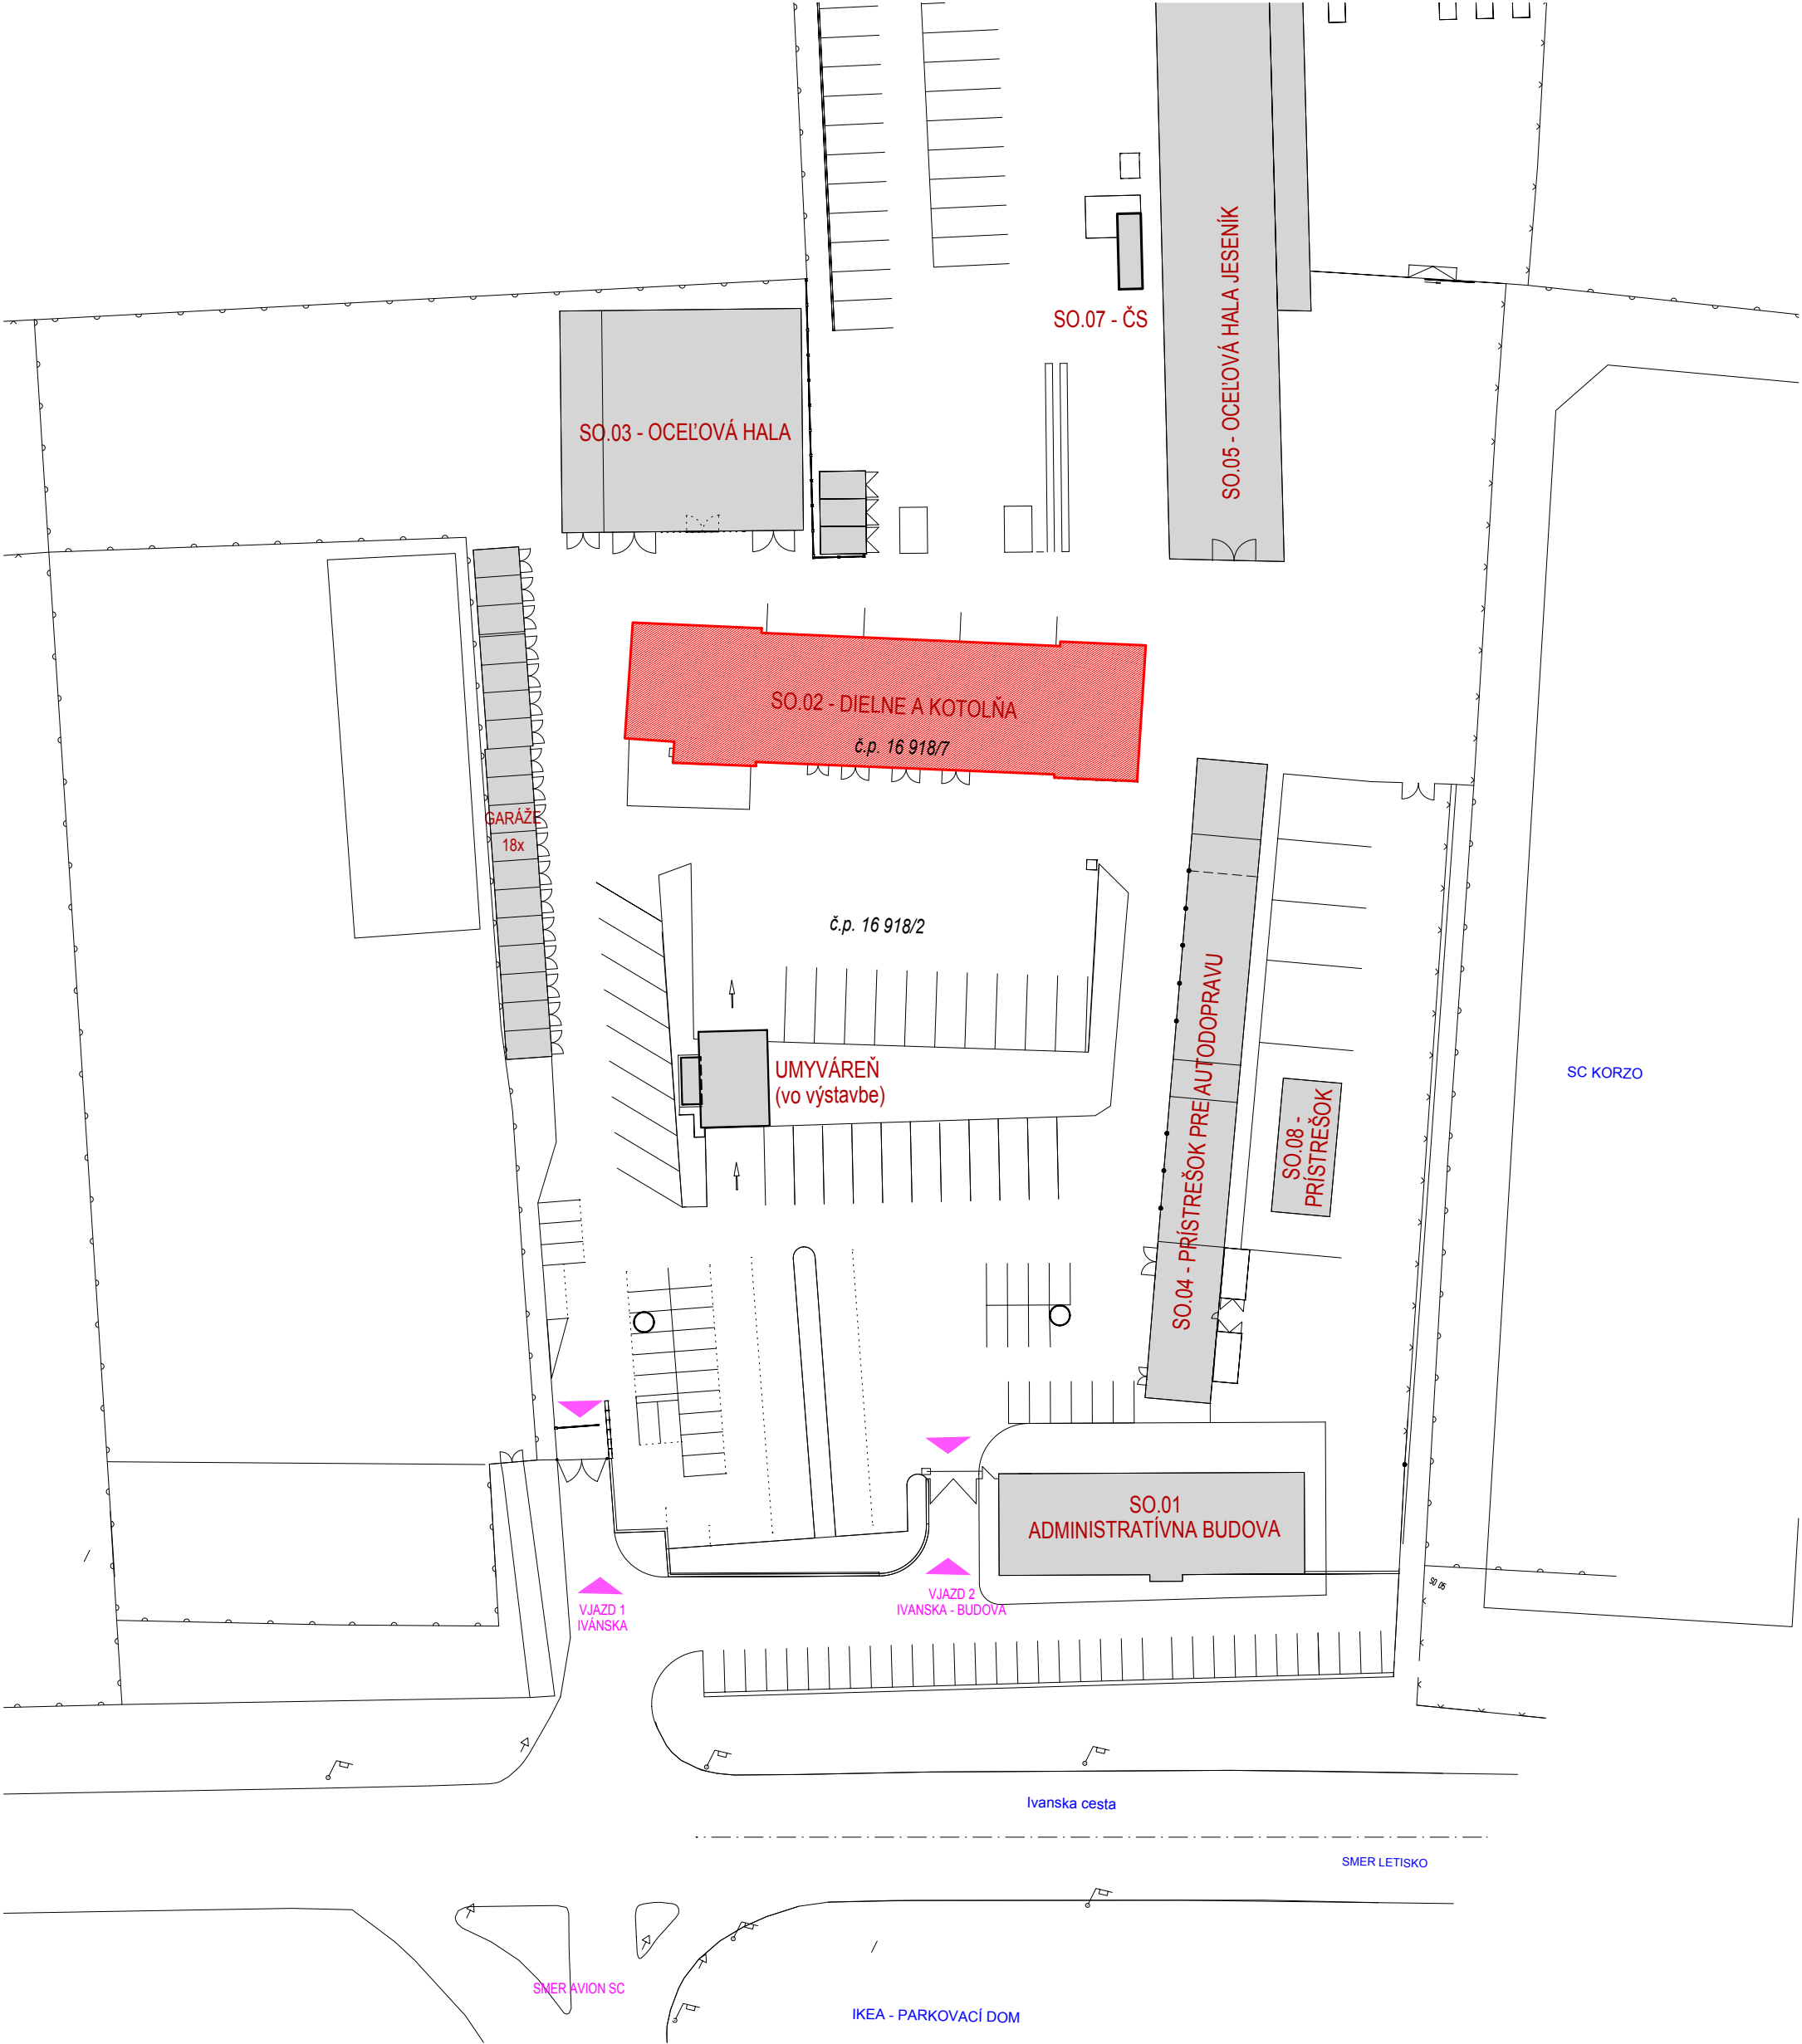 SO.07 - ČS
SO.05 - OCEĽOVÁ HALA JESENÍK
SO.03 - OCEĽOVÁ HALA
SO.02 - DIELNE A KOTOLŇA
č.p. 16 918/7
GARÁŽE
18x
č.p. 16 918/2
UMYVÁREŇ
(vo výstavbe)
SO.04 - PRÍSTREŠOK PRE AUTODOPRAVU
SO.08 -
PRÍSTREŠOK
SC KORZO
SO.01
ADMINISTRATÍVNA BUDOVA
SO 05
VJAZD 1
IVÁNSKA
VJAZD 2
IVANSKA - BUDOVA
Ivanska cesta
SMER LETISKO
SMER AVION SC
IKEA - PARKOVACÍ DOM